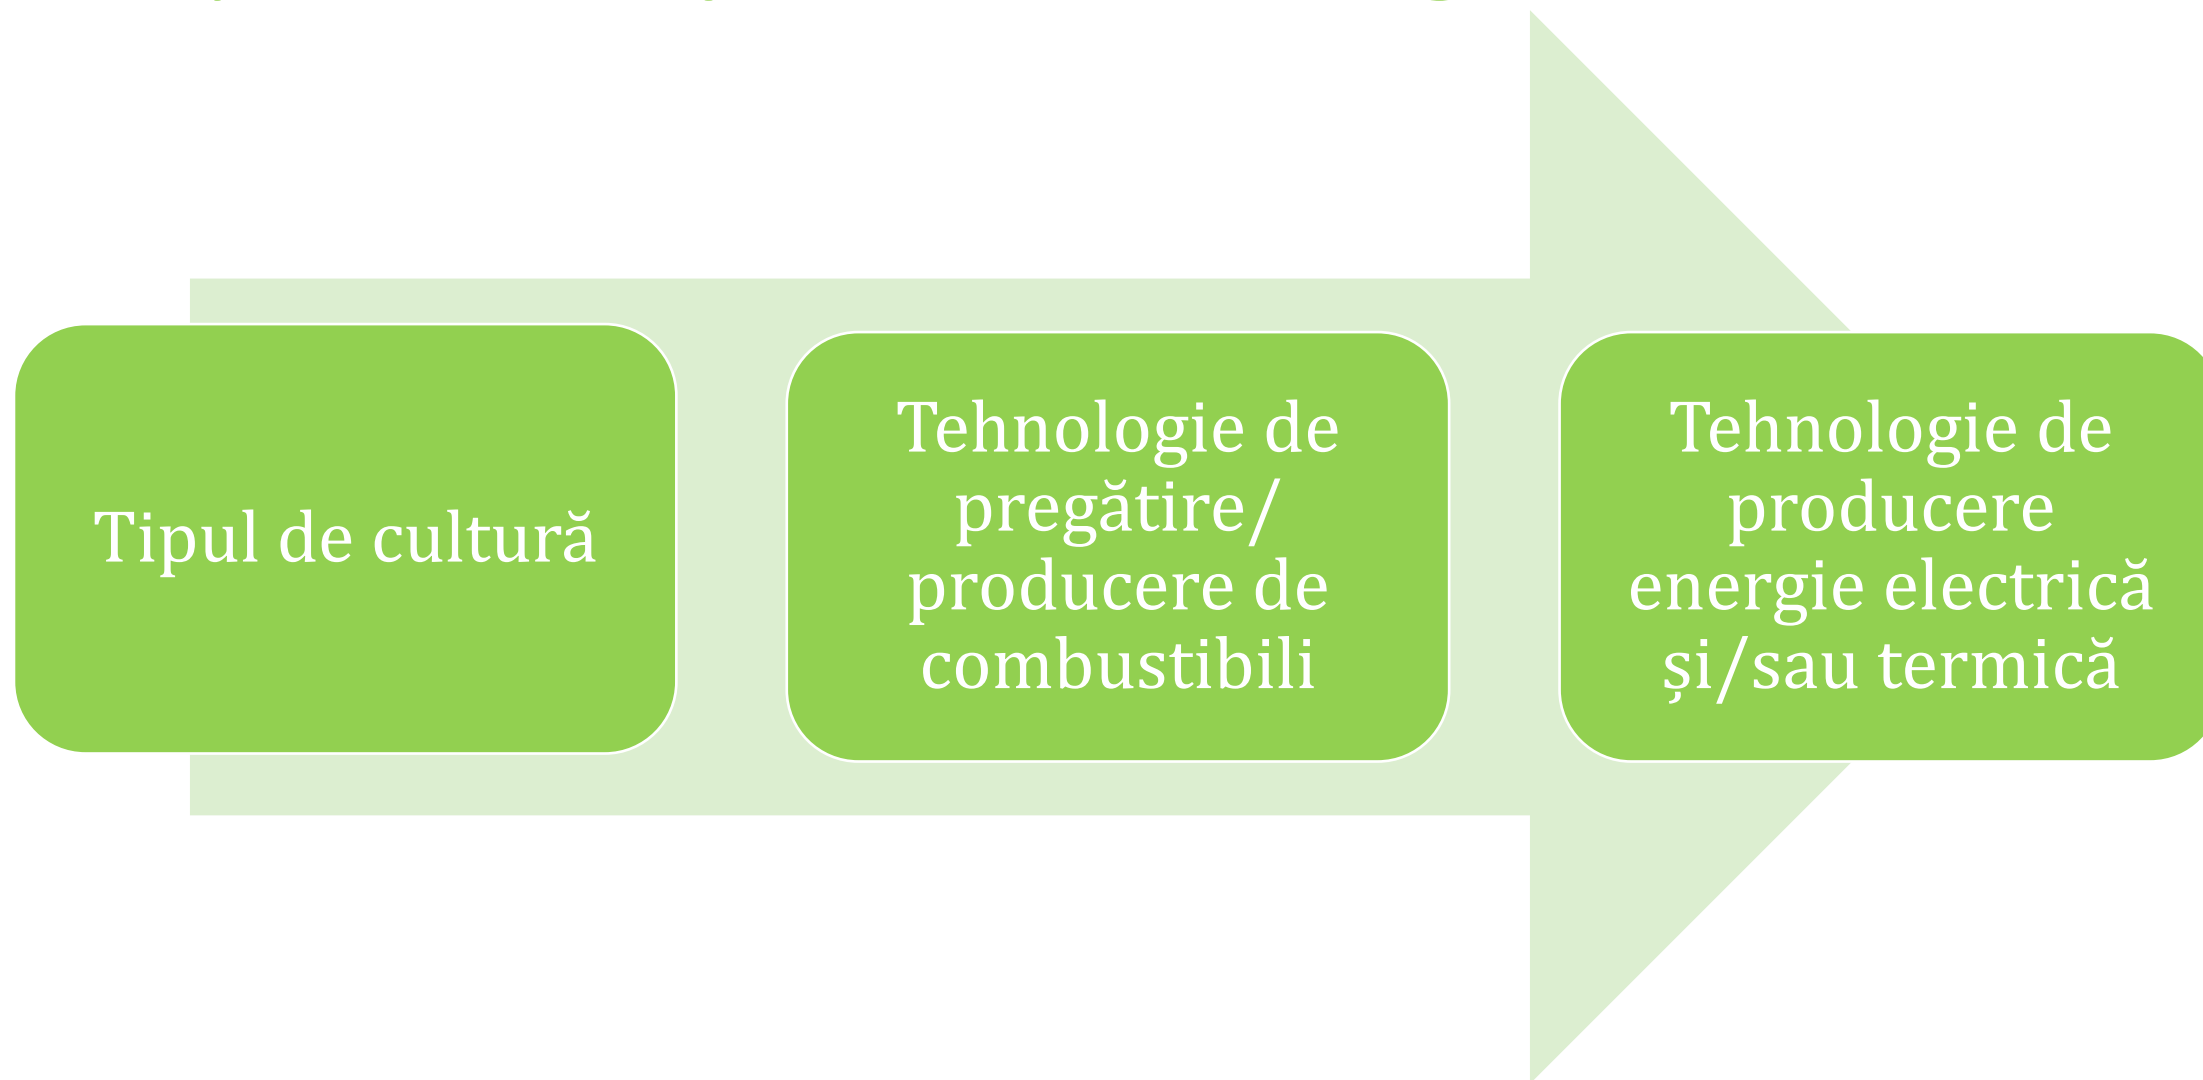 Tipul de cultură
Tehnologie de
pregătire/
producere de
combustibili
Tehnologie de
producere
energie electrică
și/sau termică